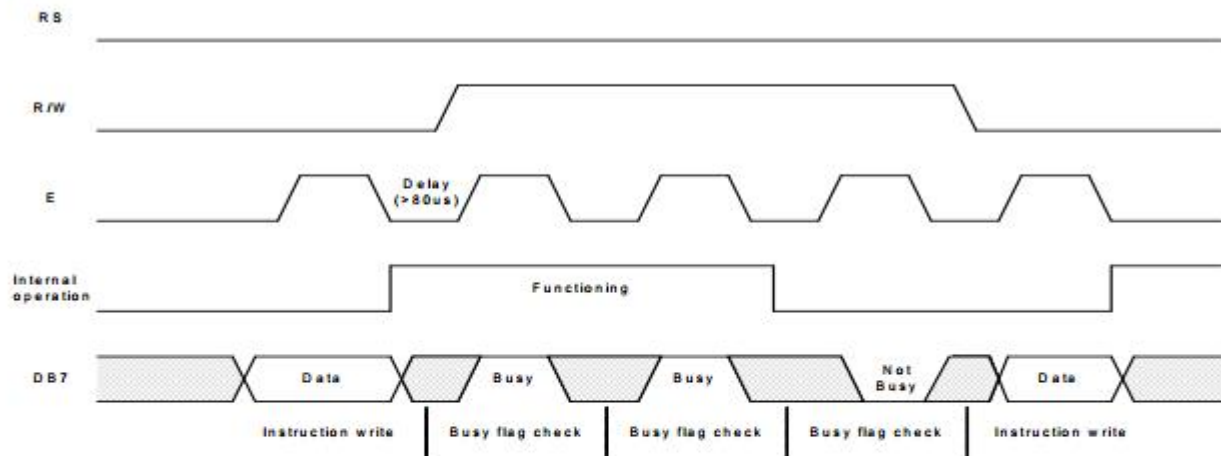 RS
R/W
E
Delay
(>80us)
Internal
operation
Functioning
DB7
Data
Busy
Busy
Not
Busy
Data
Instruction write
Busy flag check
Busy flag check
Busy flag check
Instruction write